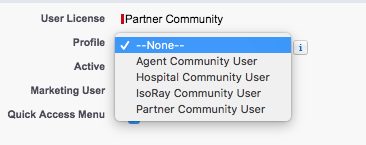 User License Partner Community
Profile ✓ --None--
Agent Community User
Active Hospital Community User
Marketing User IsoRay Community User
Quick Access Menu Partner Community User
i